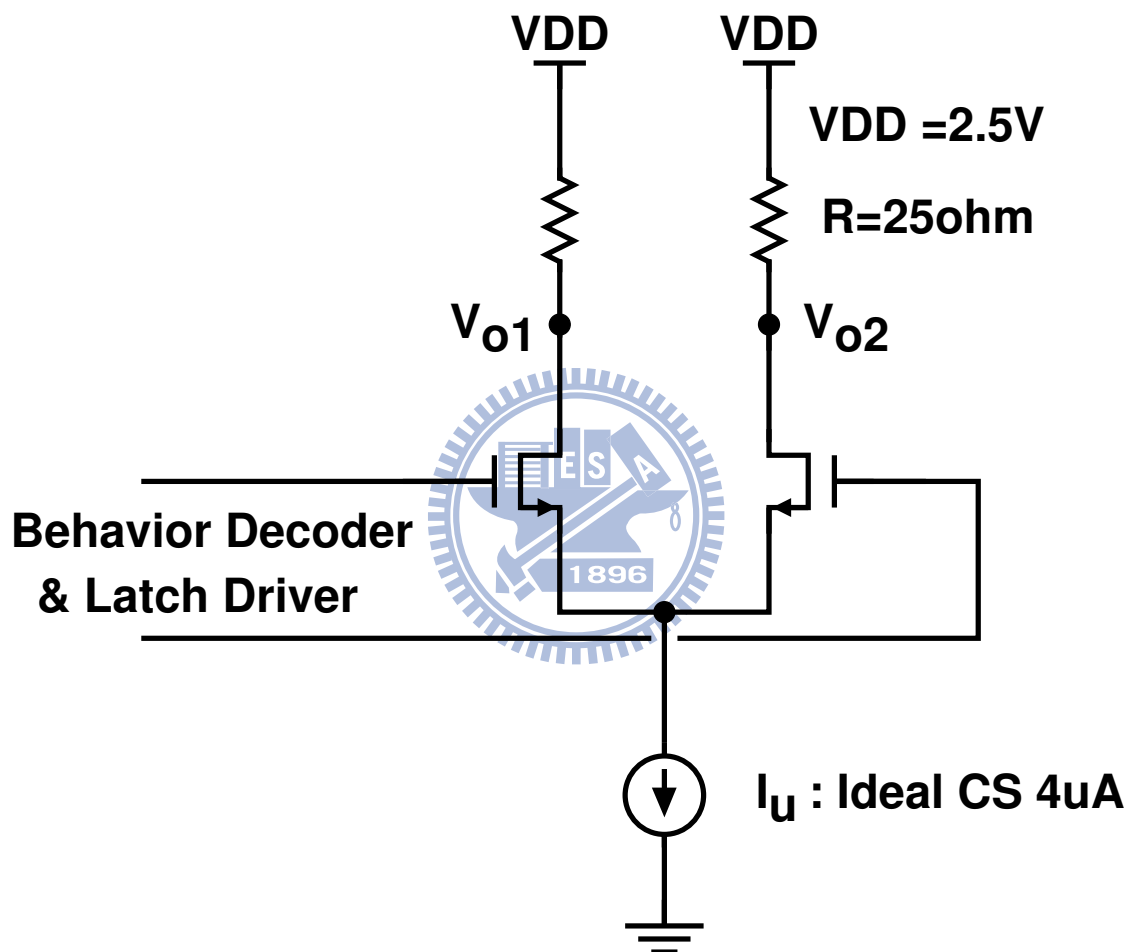 VDD VDD
VDD =2.5V
R=25ohm
Vo1 Vo2
E S A
Behavior Decoder
& Latch Driver
1896
Iu : Ideal CS 4uA